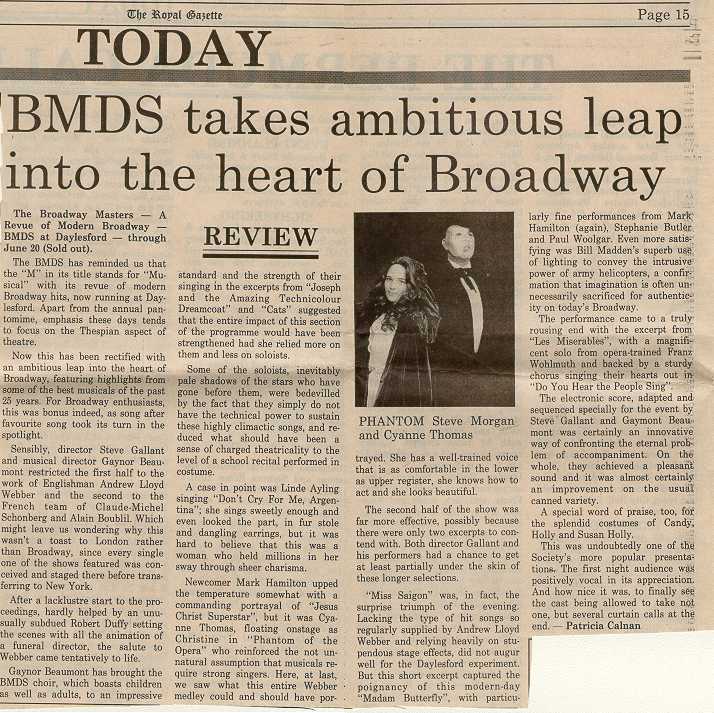 The Royal Gazette
Page 15
TODAY
BMDS takes ambitious leap
into the heart of Broadway
The Broadway Masters — A
Revue of Modern Broadway —
BMDS at Daylesford — through
June 20 (Sold out).
The BMDS has reminded us that
the "M" in its title stands for "Mu-
sical" with its revue of modern
Broadway hits, now running at Day-
lesford. Apart from the annual pan-
tomime, emphasis these days tends
to focus on the Thespian aspect of
theatre.
Now this has been rectified with
an ambitious leap into the heart of
Broadway, featuring highlights from
some of the best musicals of the past
25 years. For Broadway enthusiasts,
this was bonus indeed, as song after
favourite song took its turn in the
spotlight.
Sensibly, director Steve Gallant
and musical director Gaynor Beau-
mont restricted the first half to the
work of Englishman Andrew Lloyd
Webber and the second to the
French team of Claude-Michel
Schonberg and Alain Boublil. Which
might leave us wondering why this
wasn't a toast to London rather
than Broadway, since every single
one of the shows featured was con-
ceived and staged there before trans-
ferring to New York.
After a lacklustre start to the pro-
ceedings, hardly helped by an unu-
sually subdued Robert Duffy setting
the scenes with all the animation of
a funeral director, the salute to
Webber came tentatively to life.
Gaynor Beaumont has brought the
BMDS choir, which boasts children
as well as adults, to an impressive
REVIEW
standard and the strength of their
singing in the excerpts from "Joseph
and the Amazing Technicolour
Dreamcoat" and "Cats" suggested
that the entire impact of this section
of the programme would have been
strengthened had she relied more on
them and less on soloists.
Some of the soloists, inevitably
pale shadows of the stars who have
gone before them, were bedevilled
by the fact that they simply do not
have the technical power to sustain
these highly climactic songs, and re-
duced what should have been a
sense of charged theatricality to the
level of a school recital performed in
costume.
A case in point was Linde Ayling
singing "Don't Cry For Me, Argen-
tina"; she sings sweetly enough and
even looked the part, in fur stole
and dangling earrings, but it was
hard to believe that this was a
woman who held millions in her
sway through sheer charisma.
Newcomer Mark Hamilton upped
the temperature somewhat with a
commanding portrayal of "Jesus
Christ Superstar", but it was Cya-
nne Thomas, floating onstage as
Christine in "Phantom of the
Opera" who reinforced the not un-
natural assumption that musicals re-
quire strong singers. Here, at last,
we saw what this entire Webber
medley could and should have por-
PHANTOM Steve Morgan
and Cyanne Thomas
trayed. She has a well-trained voice
that is as comfortable in the lower
as upper register, she knows how to
act and she looks beautiful.
The second half of the show was
far more effective, possibly because
there were only two excerpts to con-
tend with. Both director Gallant and
his performers had a chance to get
at least partially under the skin of
these longer selections.
"Miss Saigon" was, in fact, the
surprise triumph of the evening.
Lacking the type of hit songs so
regularly supplied by Andrew Lloyd
Webber and relying heavily on stu-
pendous stage effects, did not augur
well for the Daylesford experiment.
But this short excerpt captured the
poignancy of this modern-day
"Madam Butterfly", with particu-
larly fine performances from Mark
Hamilton (again), Stephanie Butler
and Paul Woolgar. Even more satis-
fying was Bill Madden's superb use
of lighting to convey the intrusive
power of army helicopters, a confir-
mation that imagination is often un-
necessarily sacrificed for authentic-
ity on today's Broadway.
The performance came to a truly
rousing end with the excerpt from
"Les Miserables", with a magnifi-
cent solo from opera-trained Franz
Wohlmuth and backed by a sturdy
chorus singing their hearts out in
"Do You Hear the People Sing".
The electronic score, adapted and
sequenced specially for the event by
Steve Gallant and Gaymont Beau-
mont was certainly an innovative
way of confronting the eternal prob-
lem of accompaniment. On the
whole, they achieved a pleasant
sound and it was almost certainly
an improvement on the usual
canned variety.
A special word of praise, too, for
the splendid costumes of Candy,
Holly and Susan Holly.
This was undoubtedly one of the
Society's more popular presenta-
tions. The first night audience was
positively vocal in its appreciation.
And how nice it was, to finally see
the cast being allowed to take not
one, but several curtain calls at the
end. — Patricia Calnan